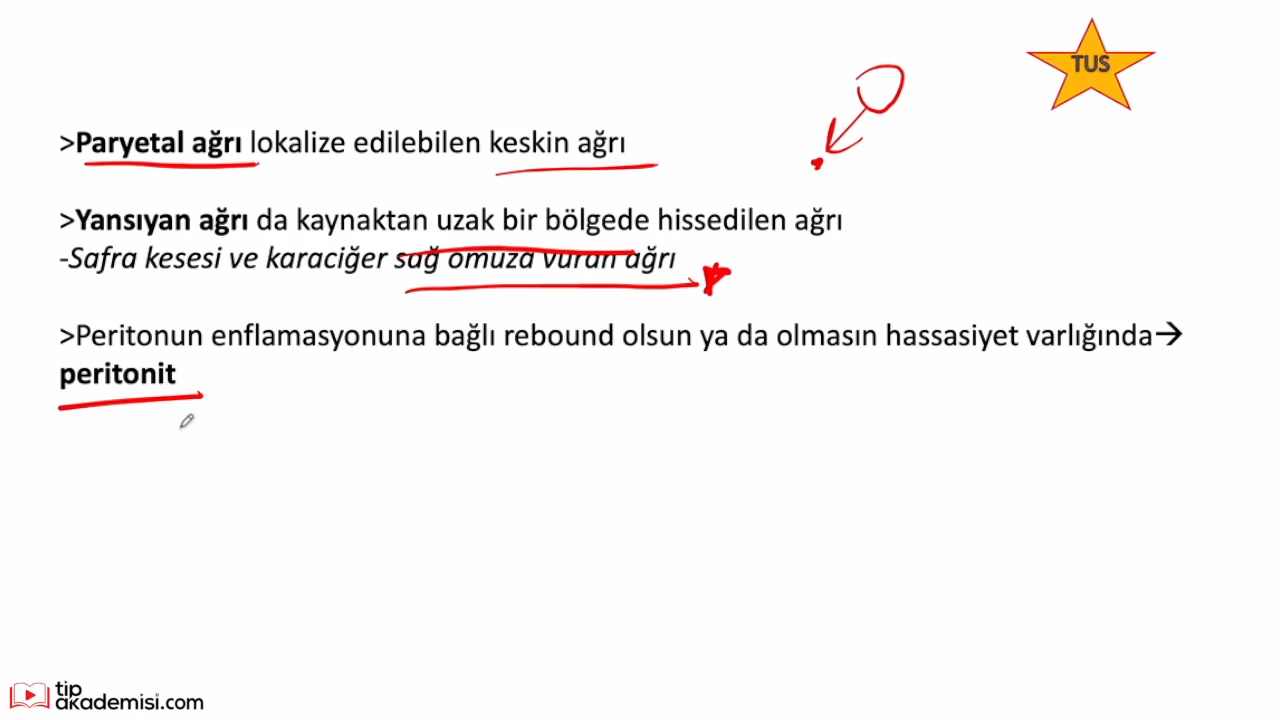 TUS
>Paryetal ağrı lokalize edilebilen keskin ağrı
>Yansıyan ağrı da kaynaktan uzak bir bölgede hissedilen ağrı
-Safra kesesi ve karaciğer sağ omuza vuran ağrı
>Peritonun enflamasyonuna bağlı rebound olsun ya da olmasın hassasiyet varlığında→
peritonit
tıp
akademisi.com